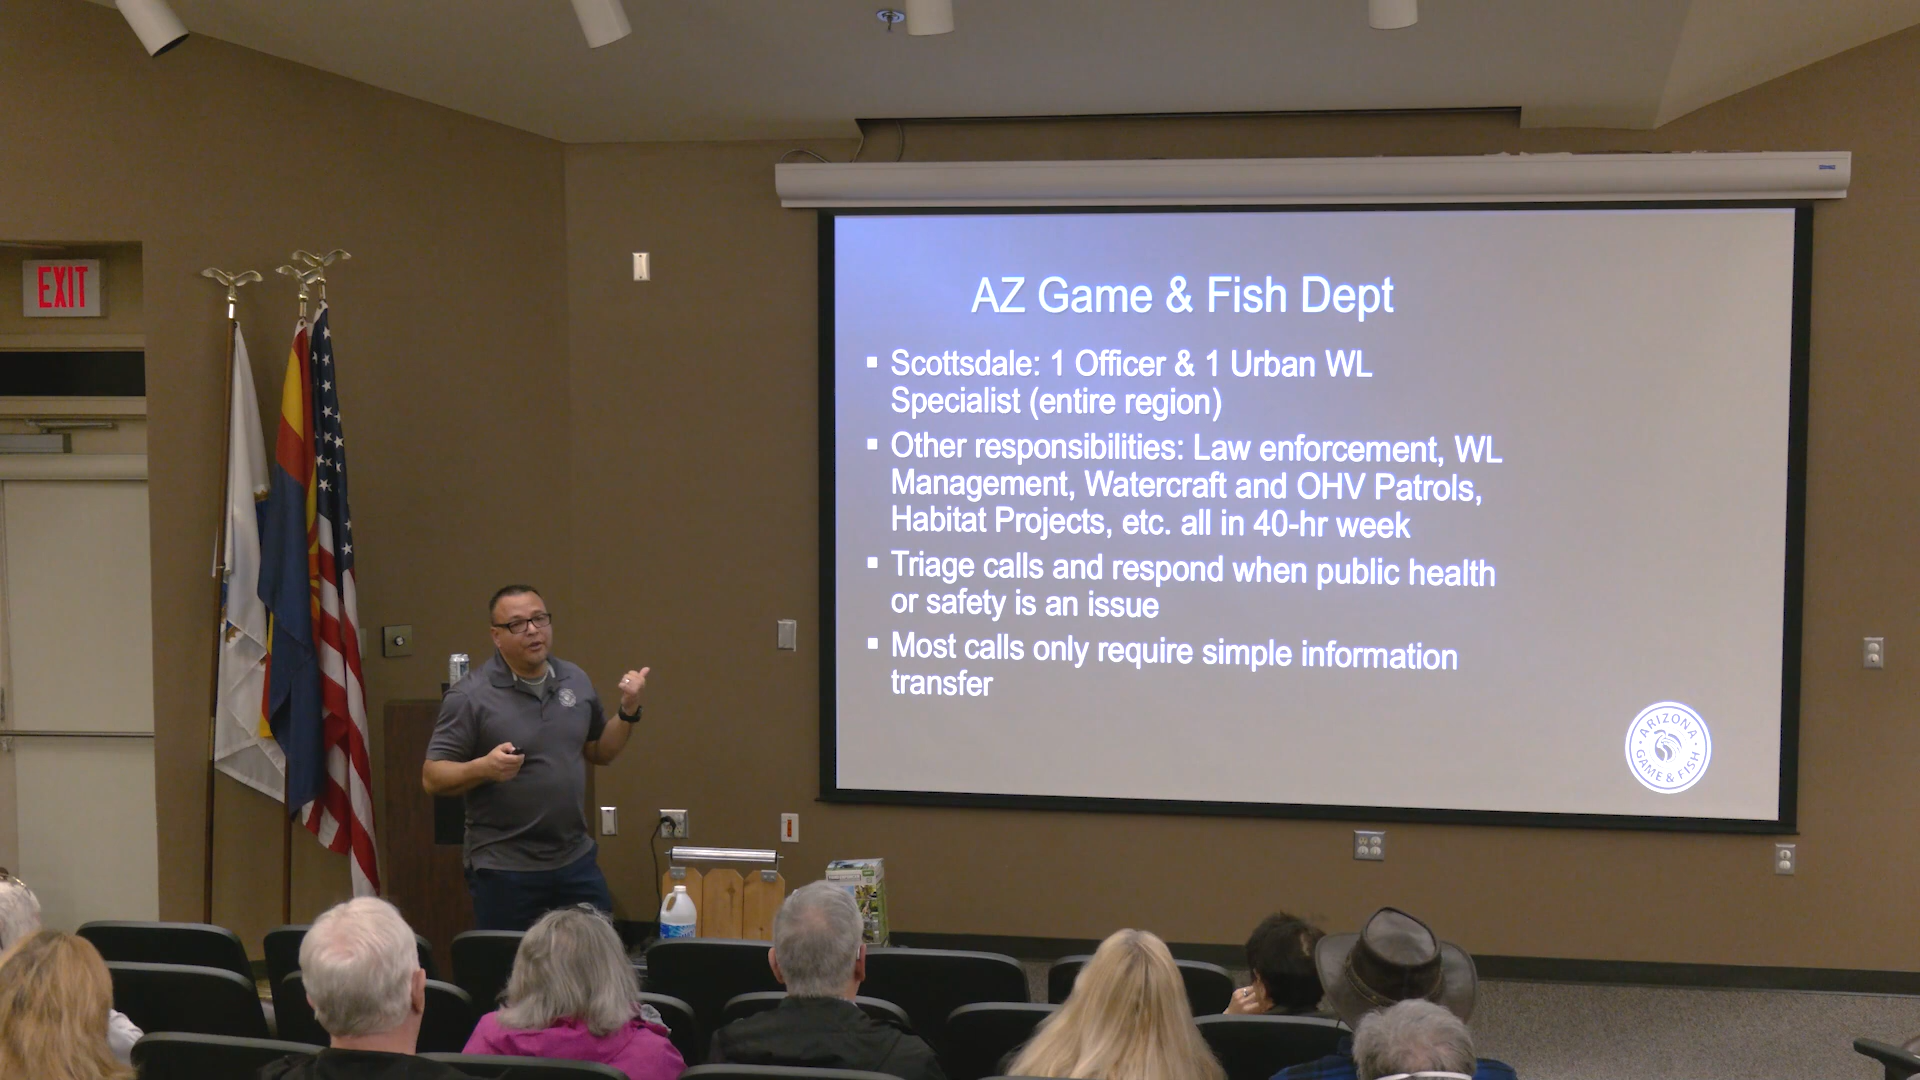 EXIT
AZ Game & Fish Dept
▪ Scottsdale: 1 Officer & 1 Urban WL
Specialist (entire region)
▪ Other responsibilities: Law enforcement, WL
Management, Watercraft and OHV Patrols,
Habitat Projects, etc. all in 40-hr week
▪ Triage calls and respond when public health
or safety is an issue
▪ Most calls only require simple information
transfer
ARIZONA
GAME & FISH